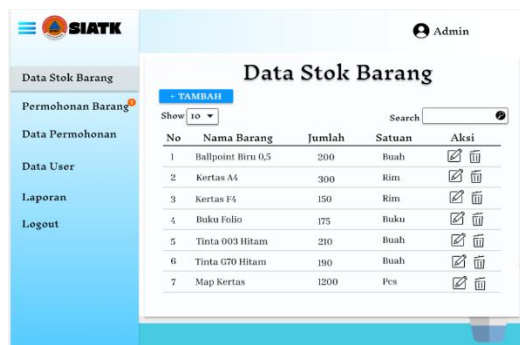 SIATK
Admin
Data Stok Barang
Permohonan Barang
Data Permohonan
Data User
Laporan
Logout
Data Stok Barang
+ TAMBAH
Show 10
Search
No Nama Barang Jumlah Satuan Aksi
1 Ballpoint Biru 0,5 200 Buah
2 Kertas A4 300 Rim
3 Kertas F4 150 Rim
4 Buku Folio 175 Buku
5 Tinta 003 Hitam 210 Buah
6 Tinta G70 Hitam 190 Buah
7 Map Kertas 1200 Pcs